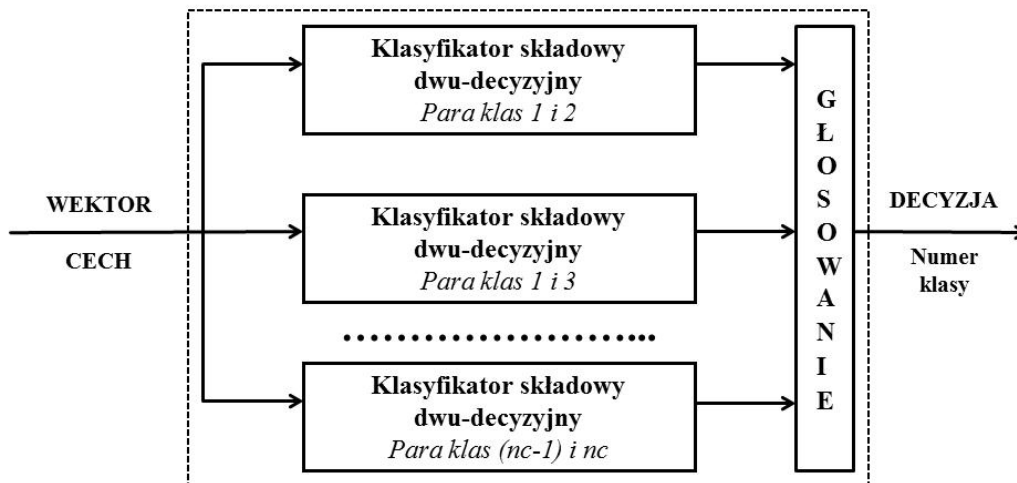 Klasyfikator składowy
dwu-decyzyjny
Para klas 1 i 2
WEKTOR
CECH
Klasyfikator składowy
dwu-decyzyjny
Para klas 1 i 3
.........................
Klasyfikator składowy
dwu-decyzyjny
Para klas (nc-1) i nc
GŁOSOWANIE
DECYZJA
Numer
klasy